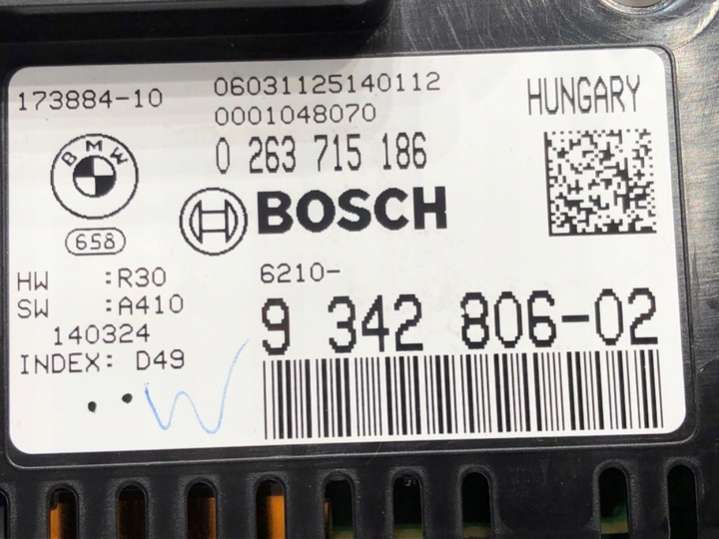 173884-10
06031125140112
0001048070
HUNGARY
0 263 715 186
BMW
BOSCH
658
HW :R30
SW :A410
140324
INDEX: D49
6210-
9 342 806-02
W